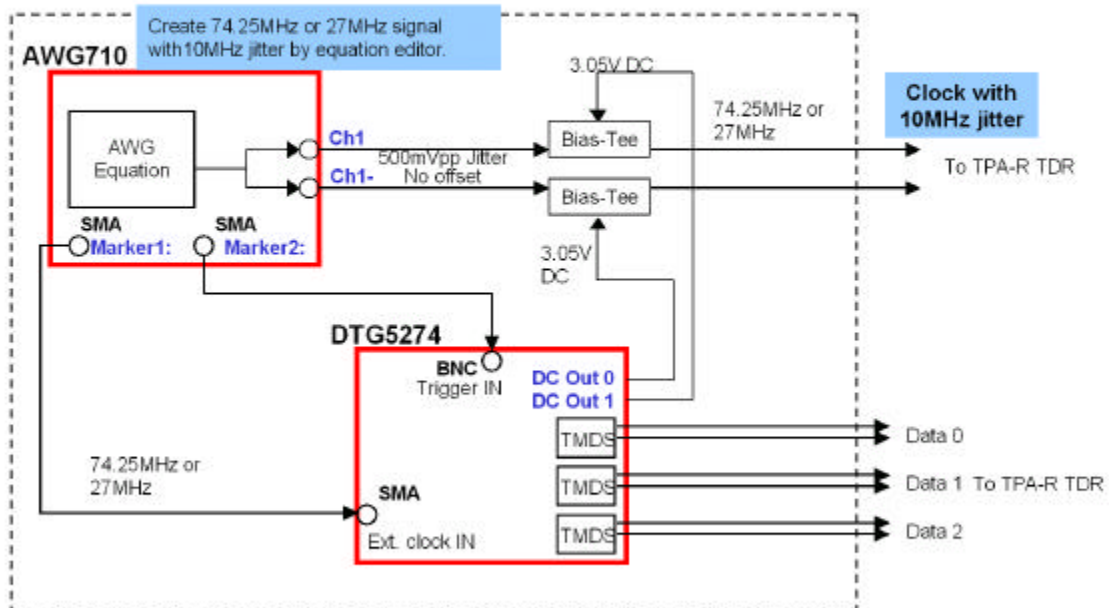 Create 74.25MHz or 27MHz signal
with10MHz jitter by equation editor.
AWG710
AWG
Equation
Ch1
500mVpp Jitter
Ch1-
No offset
SMA
Marker1:
SMA
Marker2:
3.05V DC
Bias-Tee
Bias-Tee
3.05V
DC
74.25MHz or
27MHz
Clock with
10MHz jitter
To TPA-R TDR
DTG5274
BNC
Trigger IN
DC Out 0
DC Out 1
TMDS
TMDS
TMDS
Data 0
Data 1 To TPA-R TDR
Data 2
74.25MHz or
27MHz
SMA
Ext. clock IN